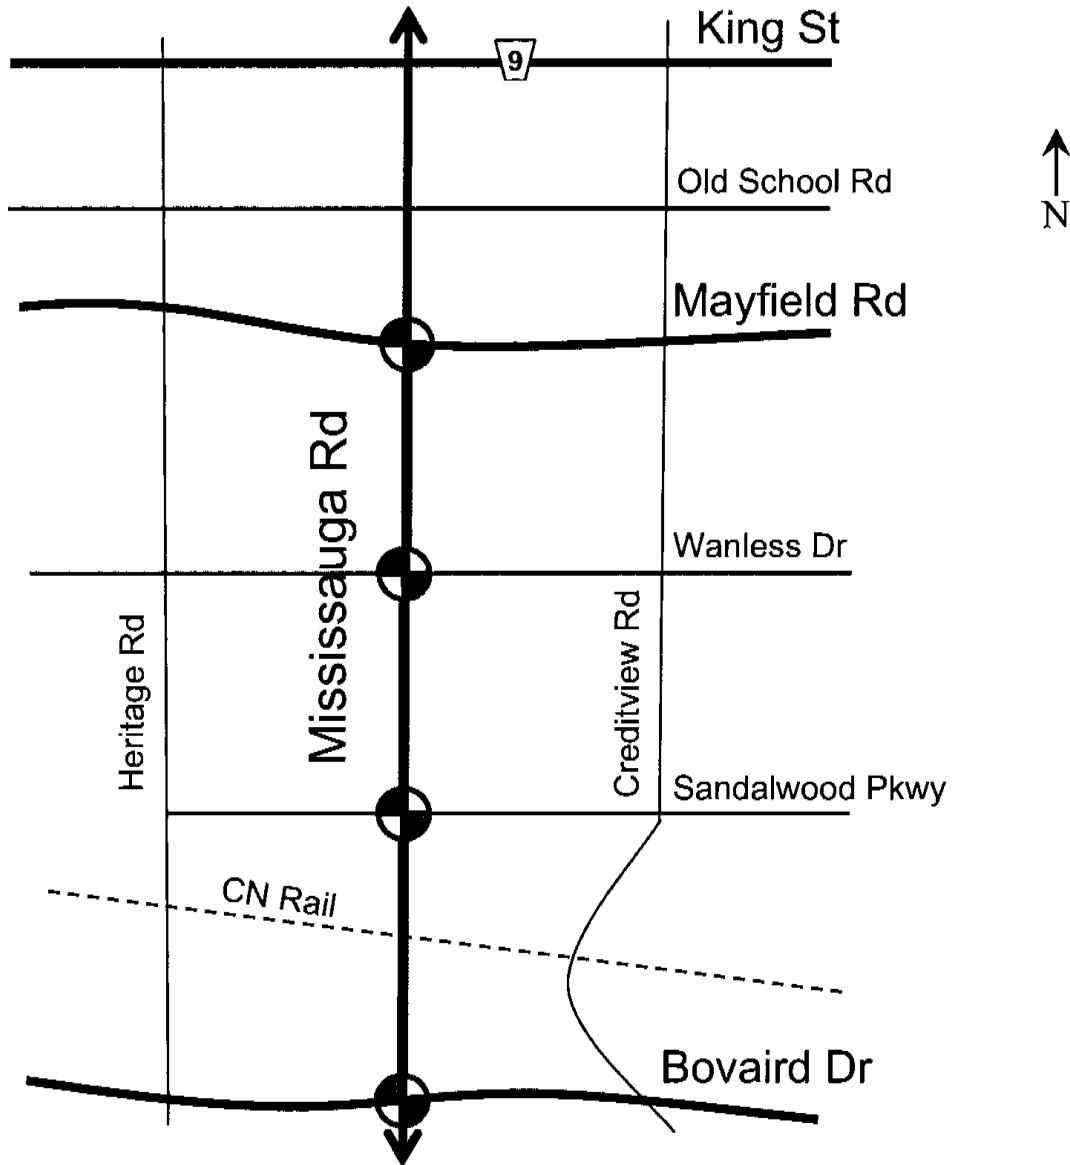 King St
9
Old School Rd
N
Mayfield Rd
Mississauga Rd
Wanless Dr
Heritage Rd
Creditview Rd
Sandalwood Pkwy
CN Rail
Bovaird Dr